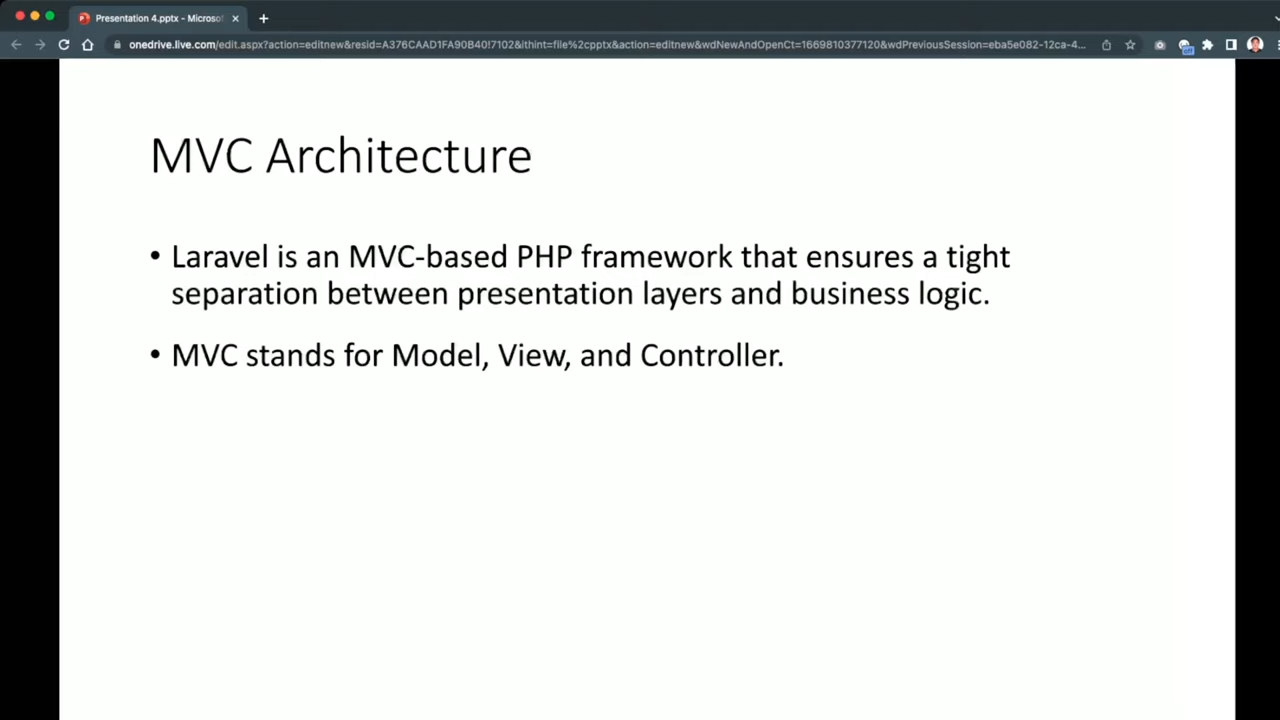 Presentation 4.pptx - Microsof
onedrive.live.com/edit.aspx?action=editnew&resid=A376CAAD1FA90B40!7102&ithint=file%2cpptx&action=editnew&wdNewAndOpenCt=1669810377120&wdPreviousSession=eba5e082-12ca-4...
MVC Architecture
• Laravel is an MVC-based PHP framework that ensures a tight
separation between presentation layers and business logic.
• MVC stands for Model, View, and Controller.